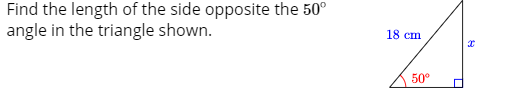 Find the length of the side opposite the 50°
angle in the triangle shown.
18 cm
x
50°